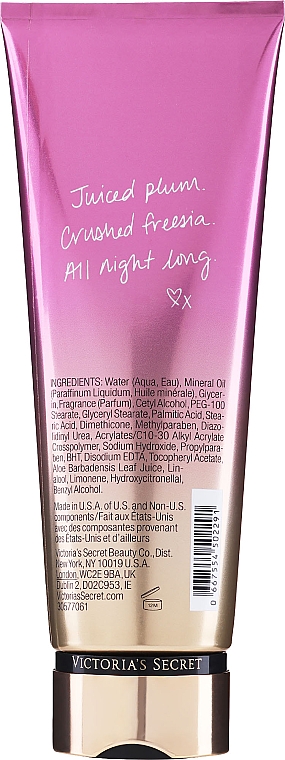 Juiced plum.
Crushed freesia.
All night long.
x
INGREDIENTS: Water (Aqua, Eau), Mineral Oil
(Paraffinum Liquidum, Huile minérale), Glycer-
in, Fragrance (Parfum), Cetyl Alcohol, PEG-100
Stearate, Glyceryl Stearate, Palmitic Acid, Stea-
ric Acid, Dimethicone, Methylparaben, Diazo-
lidinyl Urea, Acrylates/C10-30 Alkyl Acrylate
Crosspolymer, Sodium Hydroxide, Propylpara-
ben, BHT, Disodium EDTA, Tocopheryl Acetate,
Aloe Barbadensis Leaf Juice, Lin-
alool, Limonene, Hydroxycitronellal,
Benzyl Alcohol.
Made in U.S.A. of U.S. and Non-U.S.
components/Fait aux États-Unis
avec des composantes provenant
des États-Unis et d'ailleurs
Victoria's Secret Beauty Co., Dist.
New York, NY 10019 U.S.A.
London, WC2E 9BA, UK
Dublin 2, D02C953, IE
VictoriasSecret.com
30577061
12M
0 667554 502291
VICTORIA'S SECRET